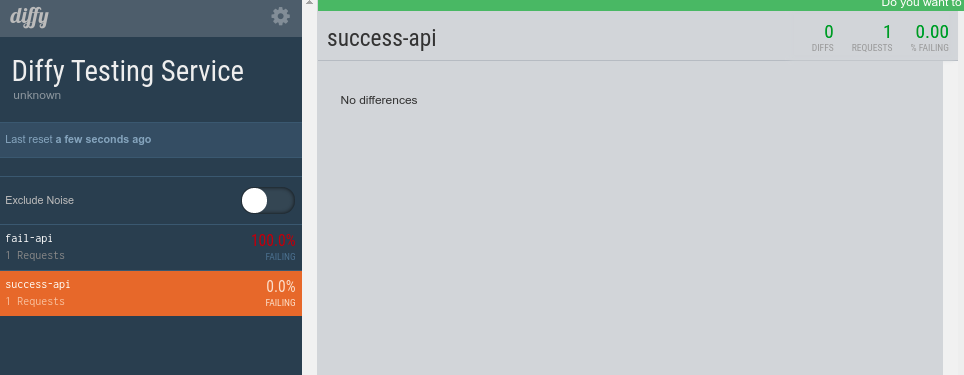 diffy
Do you want to
Diffy Testing Service
unknown
Last reset a few seconds ago
Exclude Noise
fail-api
100.0%
1 Requests
FAILING
success-api
0.0%
1 Requests
FAILING
success-api
0
1
0.00
DIFFS
REQUESTS
% FAILING
No differences